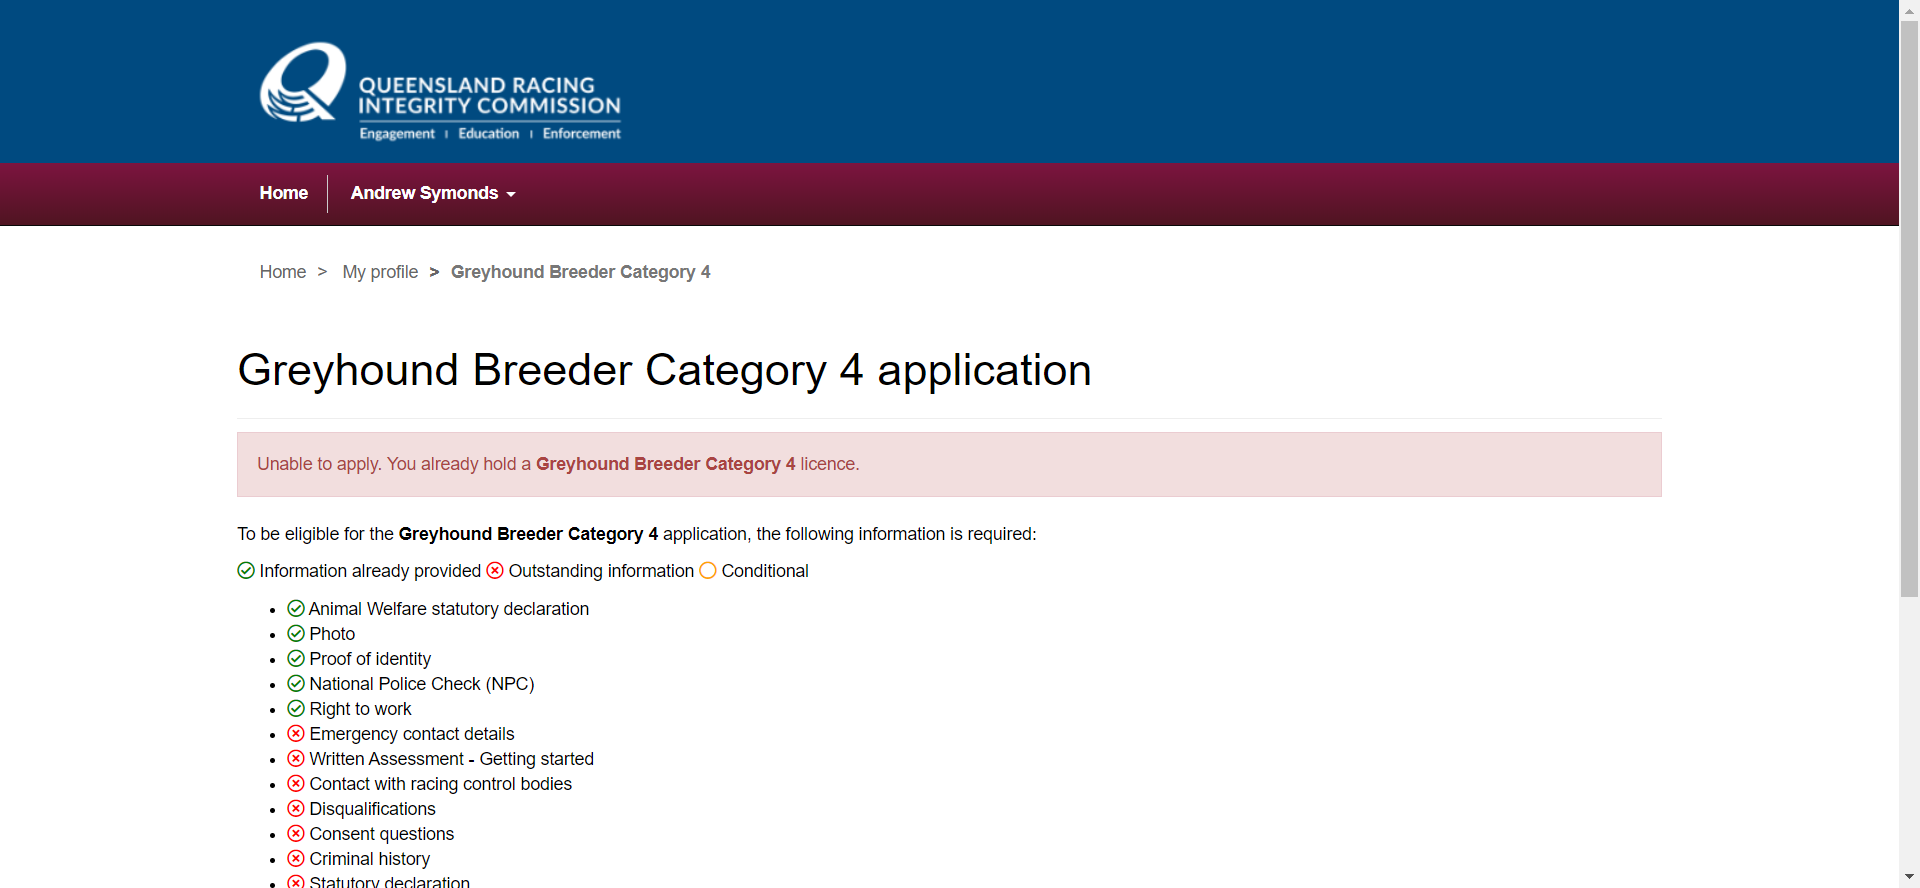 QUEENSLAND RACING
INTEGRITY COMMISSION
Engagement | Education | Enforcement
Home
Andrew Symonds
Home > My profile > Greyhound Breeder Category 4
Greyhound Breeder Category 4 application
Unable to apply. You already hold a Greyhound Breeder Category 4 licence.
To be eligible for the Greyhound Breeder Category 4 application, the following information is required:
Information already provided Outstanding information Conditional
Animal Welfare statutory declaration
Photo
Proof of identity
National Police Check (NPC)
Right to work
Emergency contact details
Written Assessment - Getting started
Contact with racing control bodies
Disqualifications
Consent questions
Criminal history
Statutory declaration